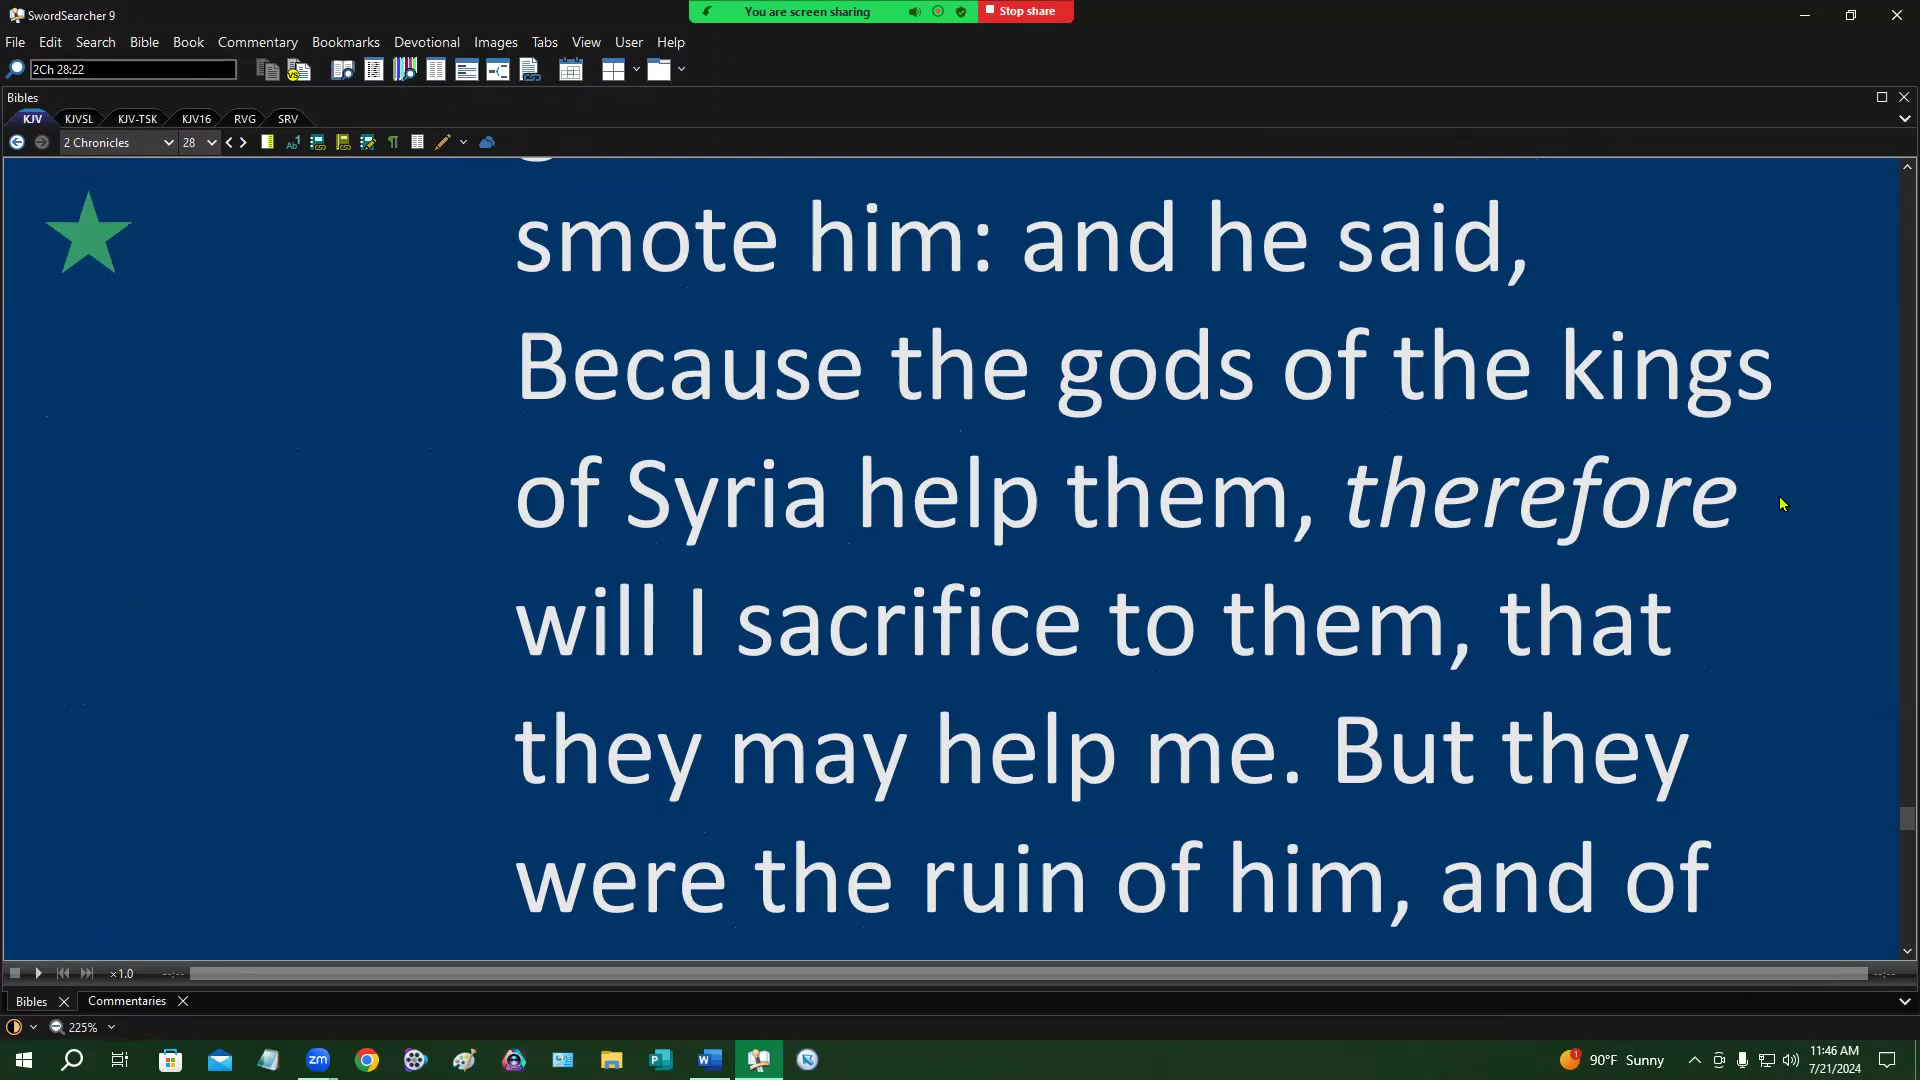 SwordSearcher 9
You are screen sharing
Stop share
File Edit Search Bible Book Commentary Bookmarks Devotional Images Tabs View User Help
2Ch 28:22
Bibles
KJV KJVSL KJV-TSK KJV16 RVG SRV
2 Chronicles 28
smote him: and he said,
Because the gods of the kings
of Syria help them, therefore
will I sacrifice to them, that
they may help me. But they
were the ruin of him, and of
×1.0 --:-- --:--
Bibles Commentaries
225%
90°F Sunny
11:46 AM
7/21/2024